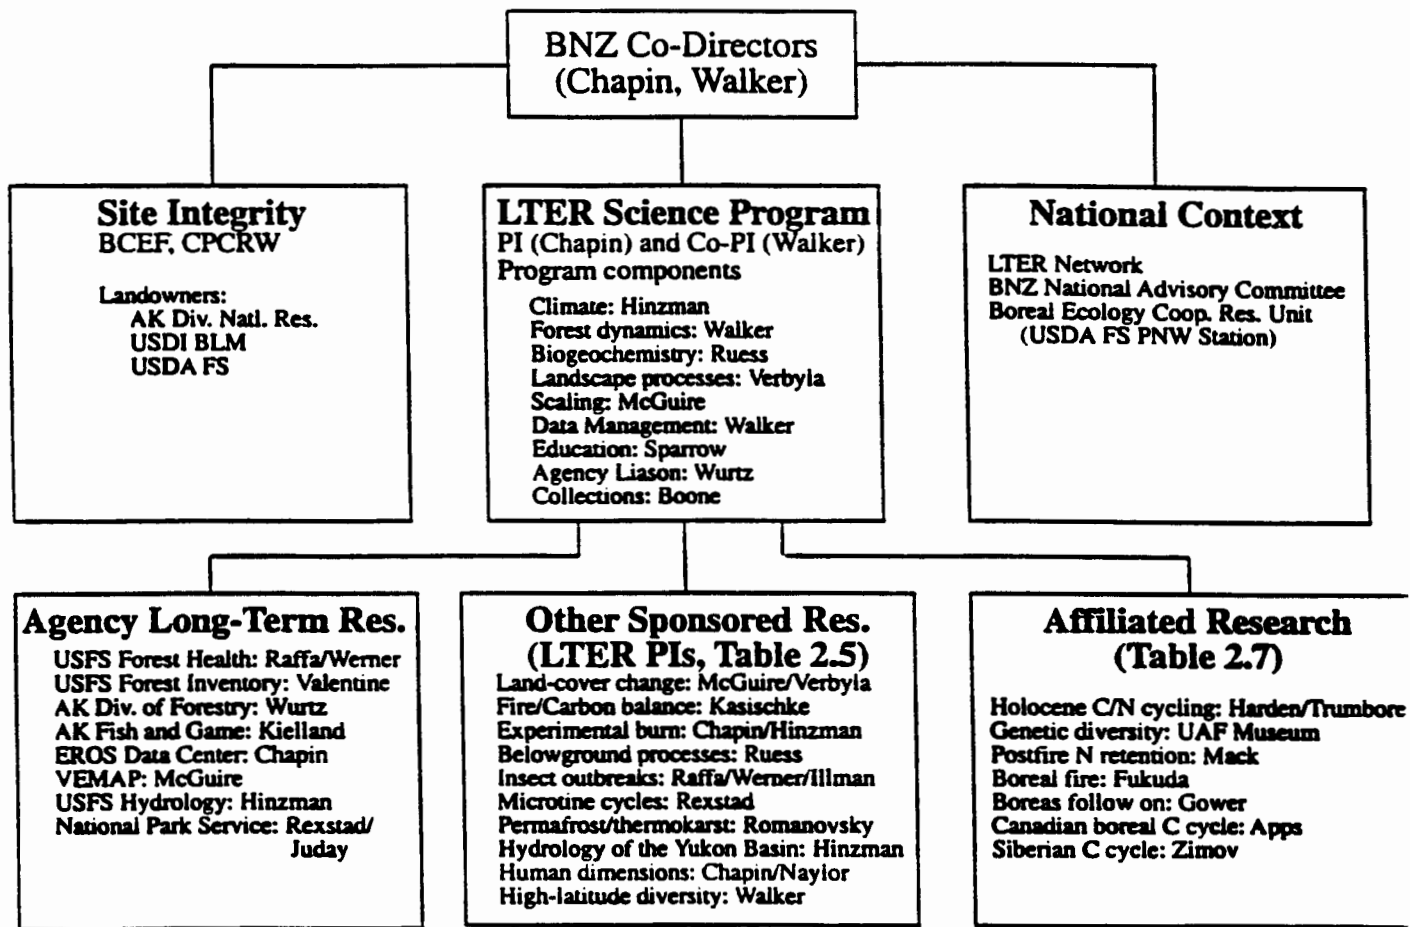 BNZ Co-Directors
(Chapin, Walker)
Site Integrity
BCEF, CPCRW
Landowners:
AK Div. Natl. Res.
USDI BLM
USDA FS
LTER Science Program
PI (Chapin) and Co-PI (Walker)
Program components
Climate: Hinzman
Forest dynamics: Walker
Biogeochemistry: Ruess
Landscape processes: Verbyla
Scaling: McGuire
Data Management: Walker
Education: Sparrow
Agency Liason: Wurtz
Collections: Boone
National Context
LTER Network
BNZ National Advisory Committee
Boreal Ecology Coop. Res. Unit
(USDA FS PNW Station)
Agency Long-Term Res.
USFS Forest Health: Raffa/Werner
USFS Forest Inventory: Valentine
AK Div. of Forestry: Wurtz
AK Fish and Game: Kielland
EROS Data Center: Chapin
VEMAP: McGuire
USFS Hydrology: Hinzman
National Park Service: Rexstad/
Juday
Other Sponsored Res.
(LTER PIs, Table 2.5)
Land-cover change: McGuire/Verbyla
Fire/Carbon balance: Kasischke
Experimental burn: Chapin/Hinzman
Belowground processes: Ruess
Insect outbreaks: Raffa/Werner/Illman
Microtine cycles: Rexstad
Permafrost/thermokarst: Romanovsky
Hydrology of the Yukon Basin: Hinzman
Human dimensions: Chapin/Naylor
High-latitude diversity: Walker
Affiliated Research
(Table 2.7)
Holocene C/N cycling: Harden/Trumbore
Genetic diversity: UAF Museum
Postfire N retention: Mack
Boreal fire: Fukuda
Boreas follow on: Gower
Canadian boreal C cycle: Apps
Siberian C cycle: Zimov